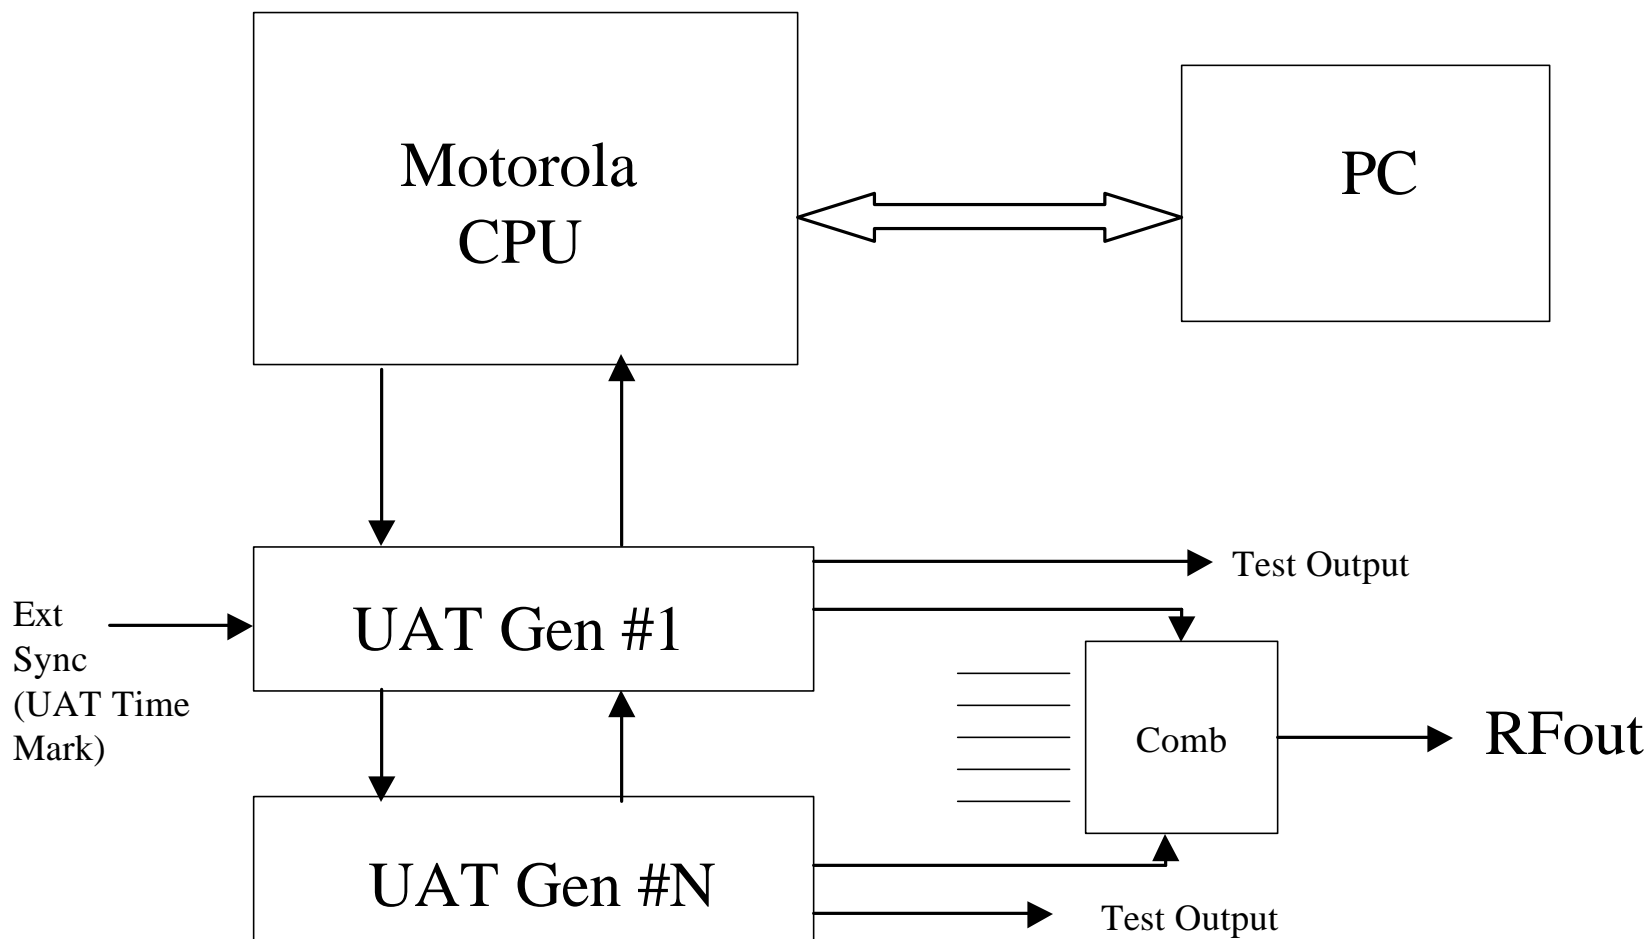 Motorola
CPU
PC
Test Output
Ext
Sync
(UAT Time
Mark)
UAT Gen #1
Comb
RFout
UAT Gen #N
Test Output